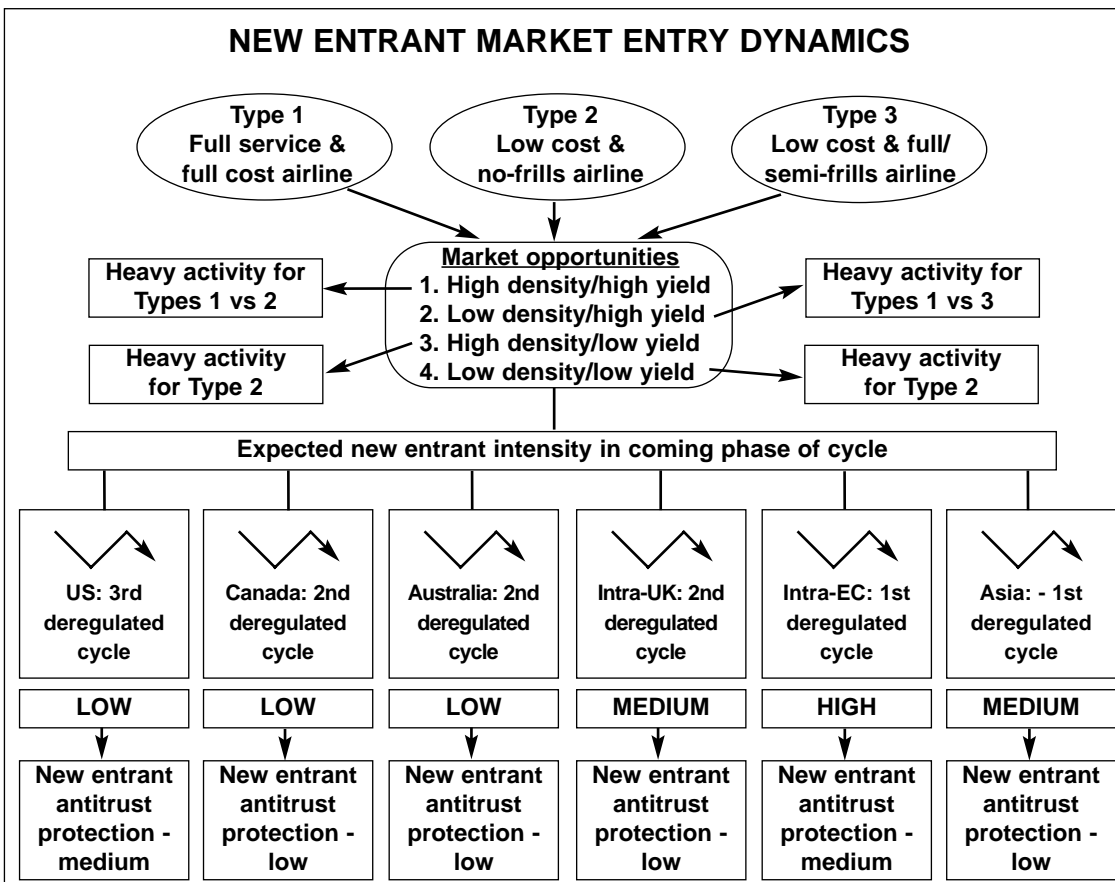 NEW ENTRANT MARKET ENTRY DYNAMICS
Type 1
Full service &
full cost airline
Type 2
Low cost &
no-frills airline
Type 3
Low cost & full/
semi-frills airline
Market opportunities
1. High density/high yield
2. Low density/high yield
3. High density/low yield
4. Low density/low yield
Heavy activity for
Types 1 vs 2
Heavy activity for
Types 1 vs 3
Heavy activity
for Type 2
Heavy activity
for Type 2
Expected new entrant intensity in coming phase of cycle
US: 3rd
deregulated
cycle
Canada: 2nd
deregulated
cycle
Australia: 2nd
deregulated
cycle
Intra-UK: 2nd
deregulated
cycle
Intra-EC: 1st
deregulated
cycle
Asia: - 1st
deregulated
cycle
LOW
LOW
LOW
MEDIUM
HIGH
MEDIUM
New entrant
antitrust
protection -
medium
New entrant
antitrust
protection -
low
New entrant
antitrust
protection -
low
New entrant
antitrust
protection -
low
New entrant
antitrust
protection -
medium
New entrant
antitrust
protection -
low